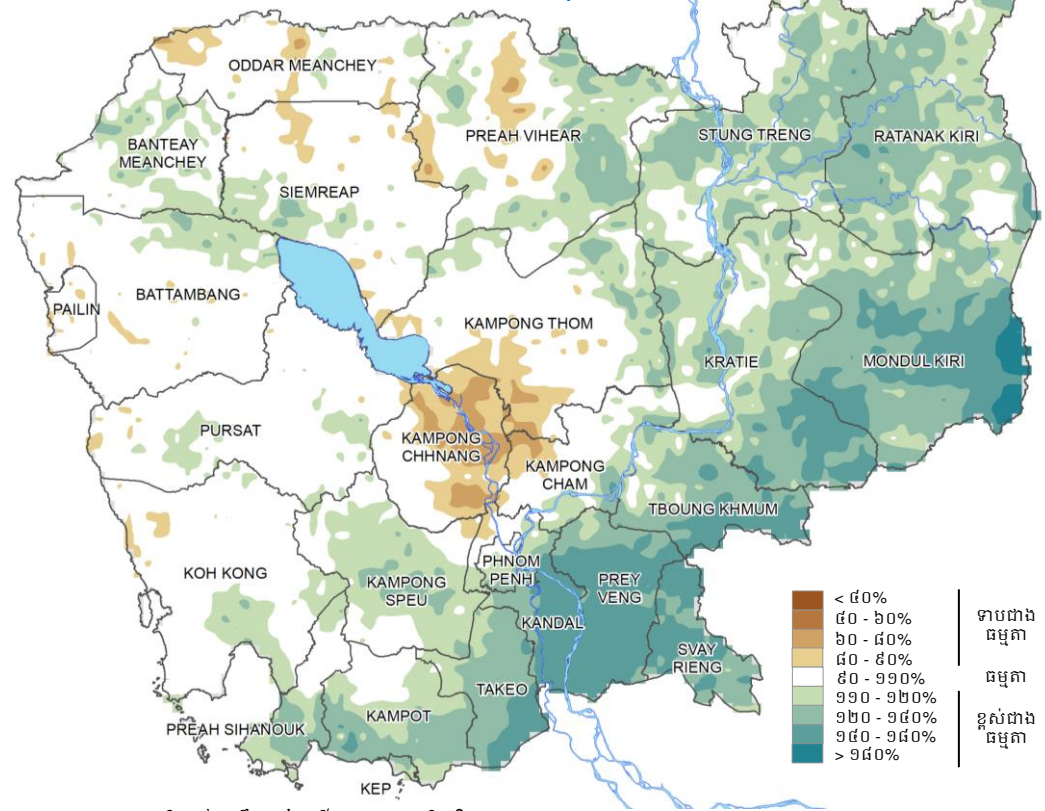 ODDAR MEANCHEY
BANTEAY
MEANCHEY
PREAH VIHEAR
STUNG TRENG
RATANAK KIRI
SIEMREAP
BATTAMBANG
PAILIN
KAMPONG THOM
KRATIE
MONDUL KIRI
PURSAT
KAMPONG
CHHNANG
KAMPONG
CHAM
TBOUNG KHMUM
KOH KONG
KAMPONG
SPEU
PHNOM
PENH
PREY
VENG
KANDAL
SVAY
RIENG
TAKEO
PREAH SIHANOUK
KAMPOT
KEP
< ៤០%
៤០ - ៦០%
៦០ - ៨០%
៨០ - ៩០%
៩០ - ១១០%
១១០ - ១២០%
១២០ - ១៤០%
១៤០ - ១៨០%
> ១៨០%
ទាបជាង
ធម្មតា
ធម្មតា
ខ្ពស់ជាង
ធម្មតា